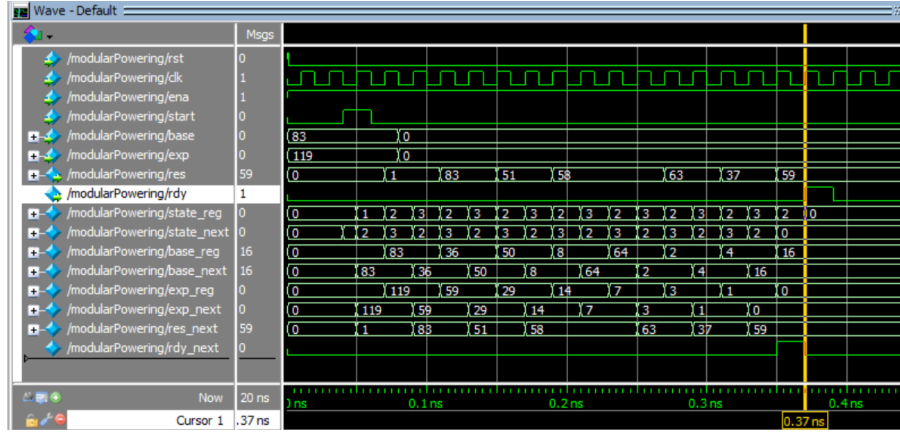 Wave - Default
Msgs
/modularPowering/rst 0
/modularPowering/clk 1
/modularPowering/ena 1
/modularPowering/start 0
/modularPowering/base 0 83 0
/modularPowering/exp 0 119 0
/modularPowering/res 59 0 1 83 51 58 63 37 59
/modularPowering/rdy 1
/modularPowering/state_reg 0 0 1 2 3 2 3 2 3 2 3 2 3 2 3 2 3 2 0
/modularPowering/state_next 0 0 2 3 2 3 2 3 2 3 2 3 2 3 2 3 2 0
/modularPowering/base_reg 16 0 83 36 50 8 64 2 4 16
/modularPowering/base_next 16 0 83 36 50 8 64 2 4 16
/modularPowering/exp_reg 0 0 119 59 29 14 7 3 1 0
/modularPowering/exp_next 0 0 119 59 29 14 7 3 1 0
/modularPowering/res_next 59 0 1 83 51 58 63 37 59
/modularPowering/rdy_next 0
Now 20 ns ns 0.1 ns 0.2 ns 0.3 ns 0.4 ns
Cursor 1 .37 ns 0.37 ns